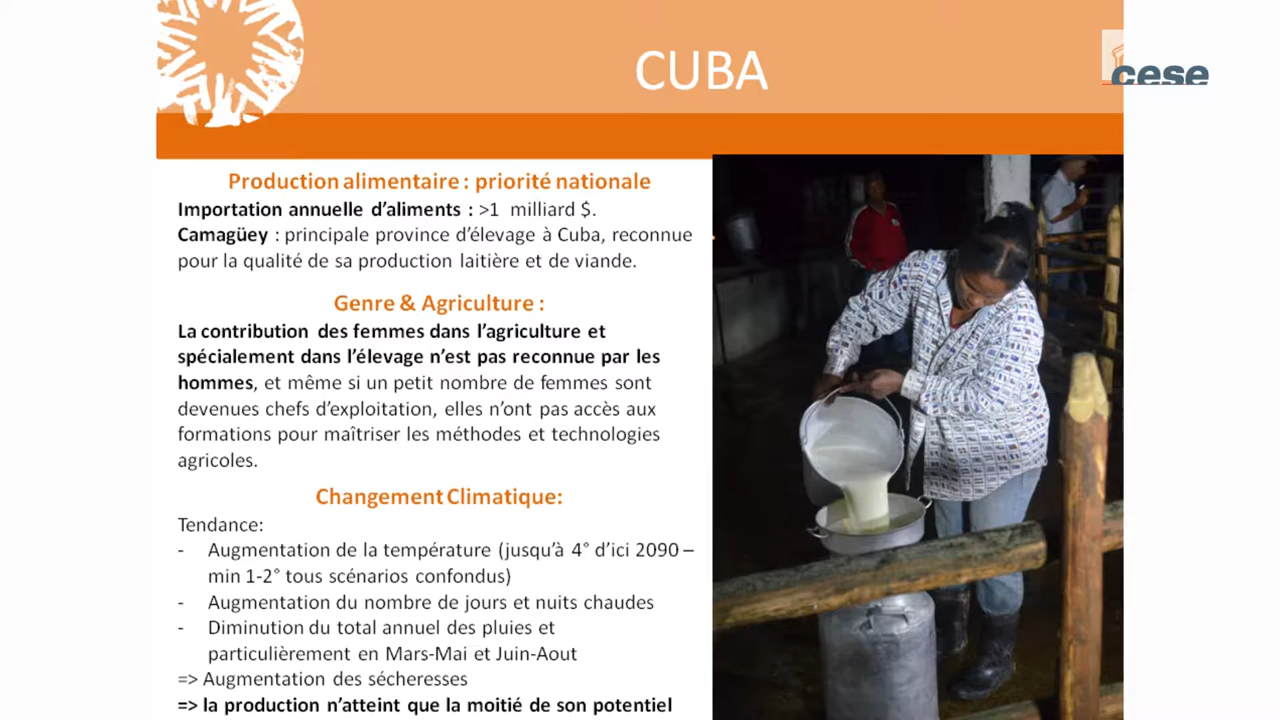 CUBA
cese
Production alimentaire : priorité nationale
Importation annuelle d'aliments : >1 milliard $.
Camagüey : principale province d'élevage à Cuba, reconnue
pour la qualité de sa production laitière et de viande.
Genre & Agriculture :
La contribution des femmes dans l'agriculture et
spécialement dans l'élevage n'est pas reconnue par les
hommes, et même si un petit nombre de femmes sont
devenues chefs d'exploitation, elles n'ont pas accès aux
formations pour maîtriser les méthodes et technologies
agricoles.
Changement Climatique:
Tendance:
- Augmentation de la température (jusqu'à 4° d'ici 2090 –
min 1-2° tous scénarios confondus)
- Augmentation du nombre de jours et nuits chaudes
- Diminution du total annuel des pluies et
particulièrement en Mars-Mai et Juin-Aout
=> Augmentation des sécheresses
=> la production n'atteint que la moitié de son potentiel